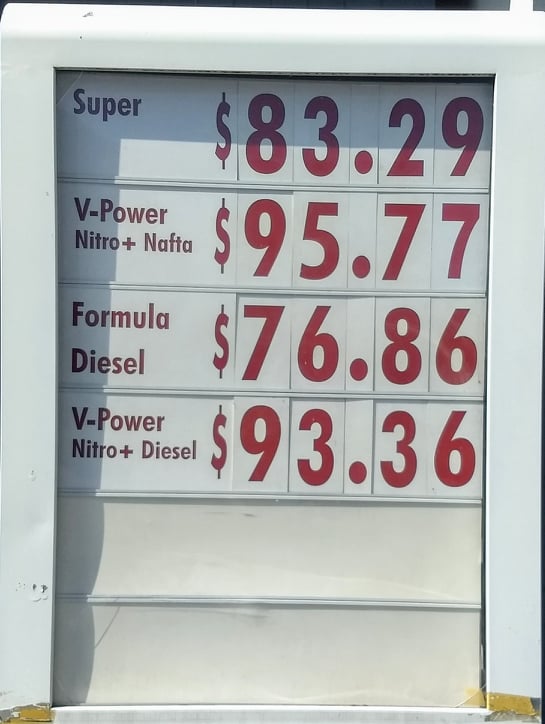 Super $83.29
V-Power
Nitro+ Nafta $95.77
Formula
Diesel $76.86
V-Power
Nitro+ Diesel $93.36